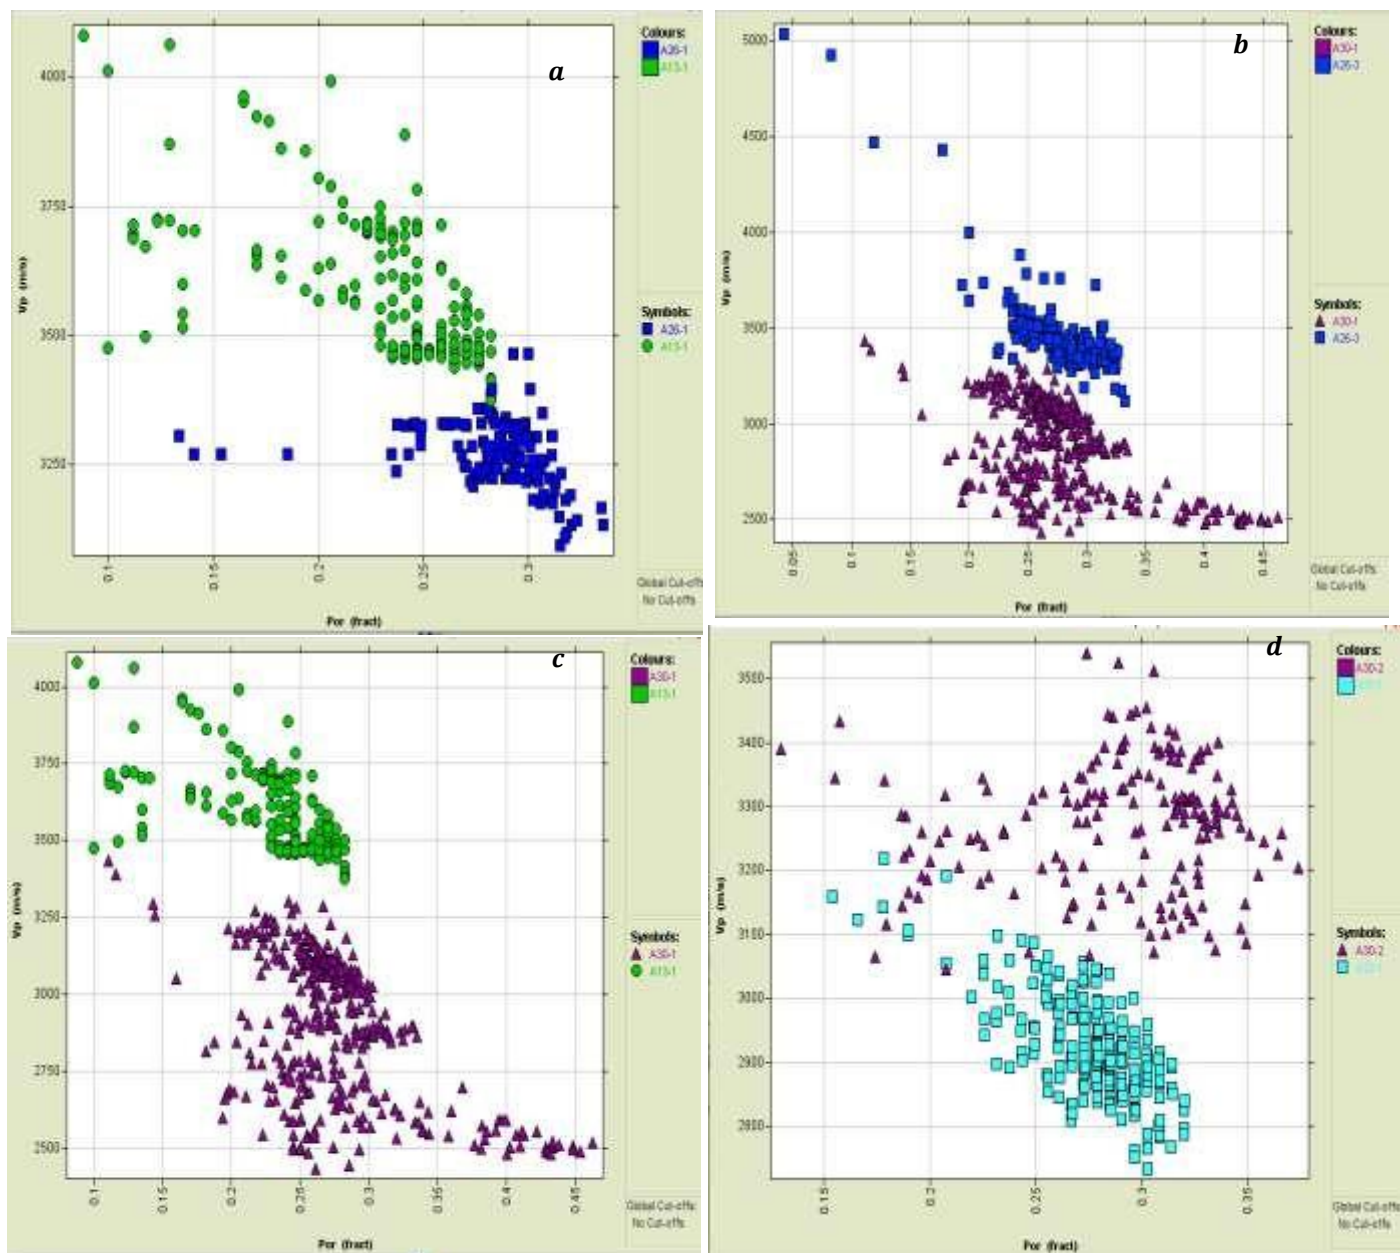 a
Colours:
A26-1
A13-1
4000
3750
3500
3250
Vp (m/s)
Symbols:
A26-1
A13-1
0.1
0.15
0.2
0.25
0.3
Global Cut-offs
No Cut-offs
Por (fract)
b
Colours:
A30-1
A26-3
5000
4500
4000
3500
3000
2500
Vp (m/s)
Symbols:
A30-1
A26-3
0.05
0.1
0.15
0.2
0.25
0.3
0.35
0.4
0.45
Global Cut-offs
No Cut-offs
Por (fract)
c
Colours:
A30-1
A13-1
4000
3750
3500
3250
3000
2750
2500
Vp (m/s)
Symbols:
A30-1
A13-1
0.1
0.15
0.2
0.25
0.3
0.35
0.4
0.45
Global Cut-offs
No Cut-offs
Por (fract)
d
Colours:
A30-2
3500
3400
3300
3200
3100
3000
2900
2800
Vp (m/s)
Symbols:
A30-2
0.15
0.2
0.25
0.3
0.35
Global Cut-offs
No Cut-offs
Por (fract)